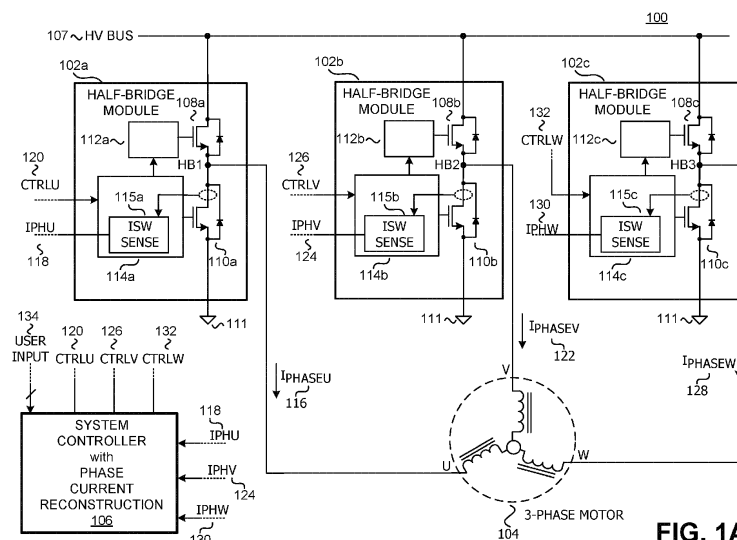 100
107 HV BUS
102a
HALF-BRIDGE
MODULE
108a
112a
HB1
120
CTRLU
115a
IPHU
ISW
SENSE
118
114a
110a
111
102b
HALF-BRIDGE
MODULE
108b
112b
HB2
126
CTRLV
115b
IPHV
ISW
SENSE
124
114b
110b
111
102c
HALF-BRIDGE
MODULE
108c
132
CTRLW
112c
HB3
115c
130
IPHW
ISW
SENSE
114c
110c
111
134
USER
INPUT
120
CTRLU
126
CTRLV
132
CTRLW
IPHASEU
116
IPHASEV
122
IPHASEW
128
V
U
W
3-PHASE MOTOR
104
SYSTEM
CONTROLLER
with
PHASE
CURRENT
RECONSTRUCTION
106
118
IPHU
IPHV
124
IPHW
130
FIG. 1A